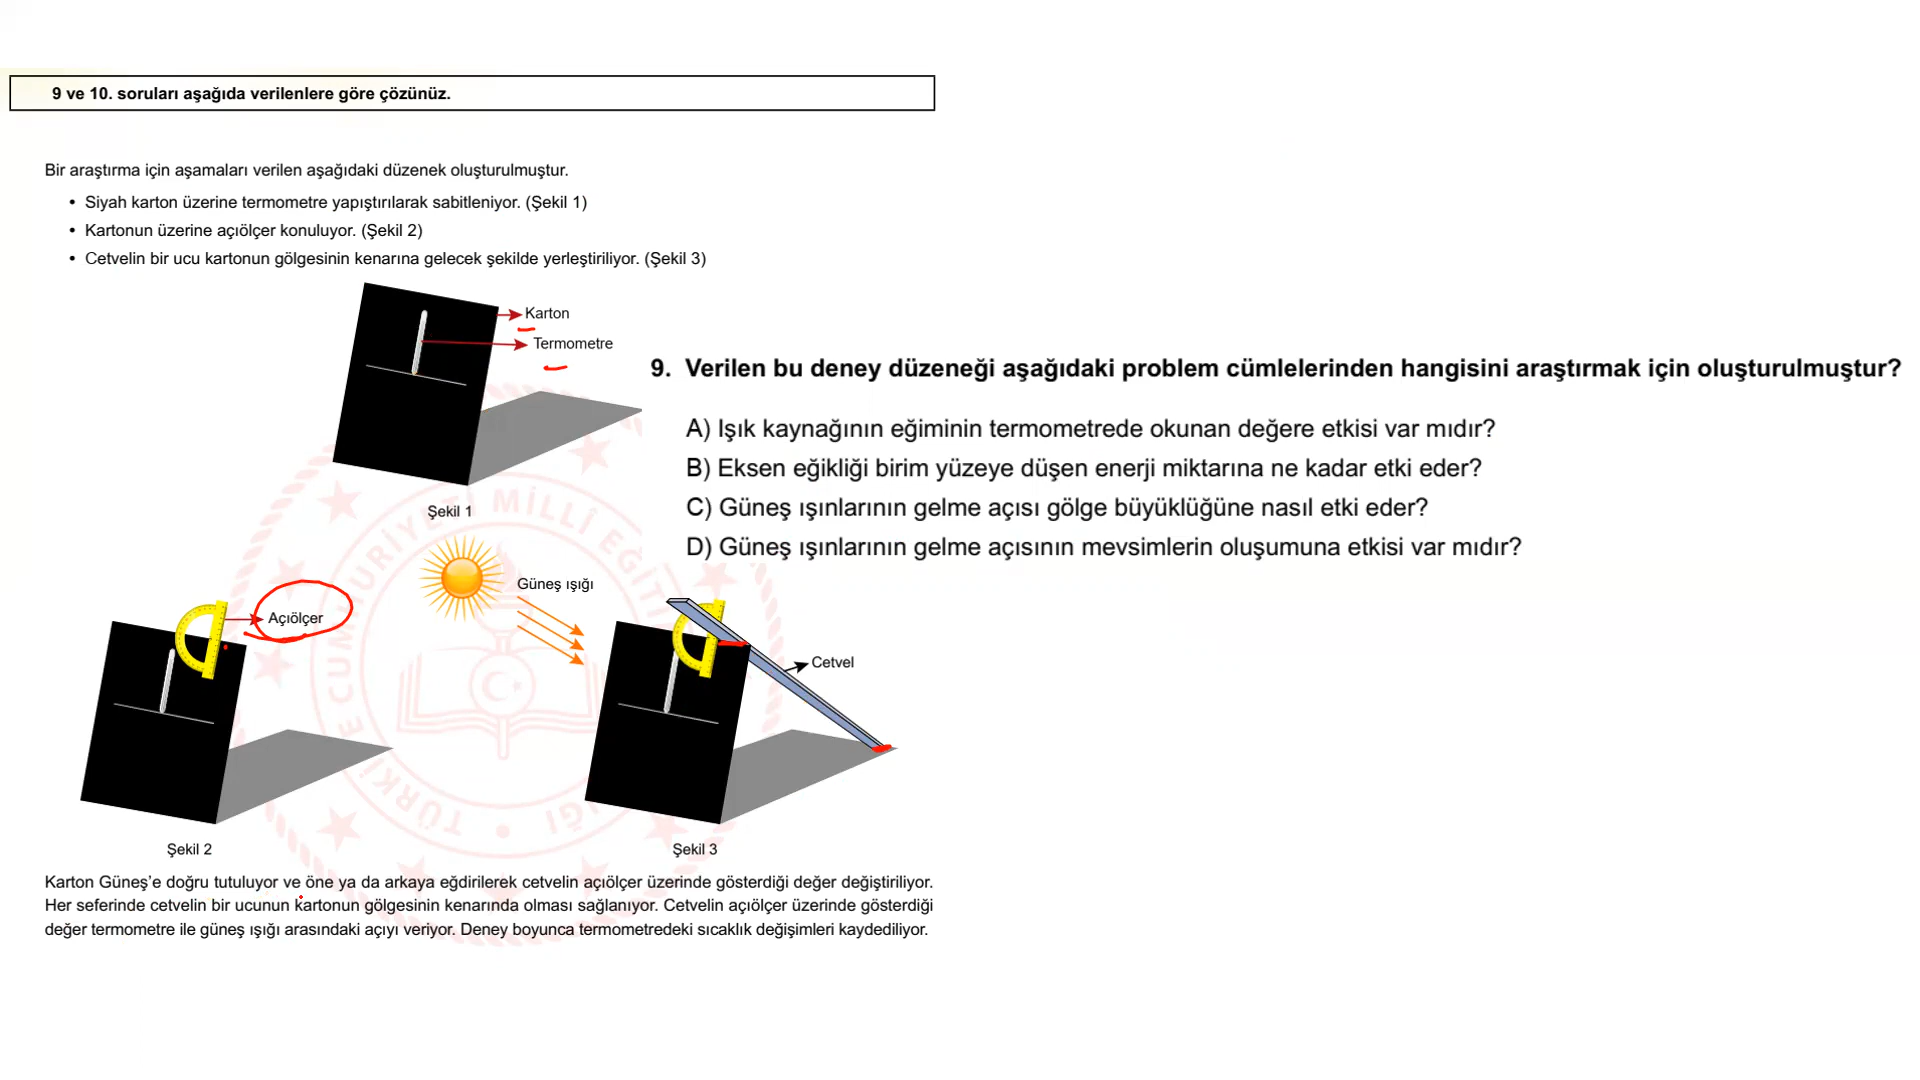 9 ve 10. soruları aşağıda verilenlere göre çözünüz.
Bir araştırma için aşamaları verilen aşağıdaki düzenek oluşturulmuştur.
• Siyah karton üzerine termometre yapıştırılarak sabitleniyor. (Şekil 1)
• Kartonun üzerine açıölçer konuluyor. (Şekil 2)
• Cetvelin bir ucu kartonun gölgesinin kenarına gelecek şekilde yerleştiriliyor. (Şekil 3)
Karton
Termometre
Şekil 1
Güneş ışığı
Açıölçer
Cetvel
Şekil 2
Şekil 3
Karton Güneş’e doğru tutuluyor ve öne ya da arkaya eğdirilerek cetvelin açıölçer üzerinde gösterdiği değer değiştiriliyor.
Her seferinde cetvelin bir ucunun kartonun gölgesinin kenarında olması sağlanıyor. Cetvelin açıölçer üzerinde gösterdiği
değer termometre ile güneş ışığı arasındaki açıyı veriyor. Deney boyunca termometredeki sıcaklık değişimleri kaydediliyor.
9. Verilen bu deney düzeneği aşağıdaki problem cümlelerinden hangisini araştırmak için oluşturulmuştur?
A) Işık kaynağının eğiminin termometrede okunan değere etkisi var mıdır?
B) Eksen eğikliği birim yüzeye düşen enerji miktarına ne kadar etki eder?
C) Güneş ışınlarının gelme açısı gölge büyüklüğüne nasıl etki eder?
D) Güneş ışınlarının gelme açısının mevsimlerin oluşumuna etkisi var mıdır?